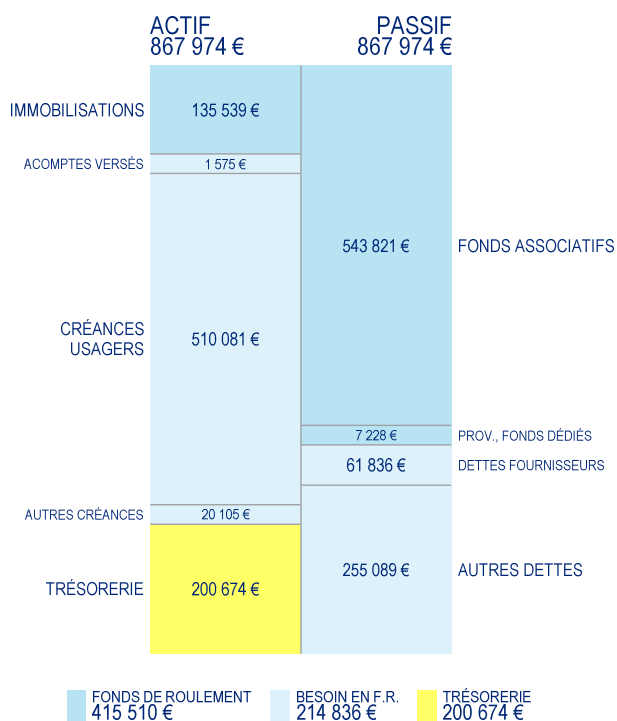 ACTIF
867 974 €
PASSIF
867 974 €
IMMOBILISATIONS
135 539 €
ACOMPTES VERSÉS
1 575 €
543 821 €
FONDS ASSOCIATIFS
CRÉANCES
USAGERS
510 081 €
7 228 €
PROV., FONDS DÉDIÉS
61 836 €
DETTES FOURNISSEURS
AUTRES CRÉANCES
20 105 €
255 089 €
AUTRES DETTES
TRÉSORERIE
200 674 €
FONDS DE ROULEMENT
415 510 €
BESOIN EN F.R.
214 836 €
TRÉSORERIE
200 674 €